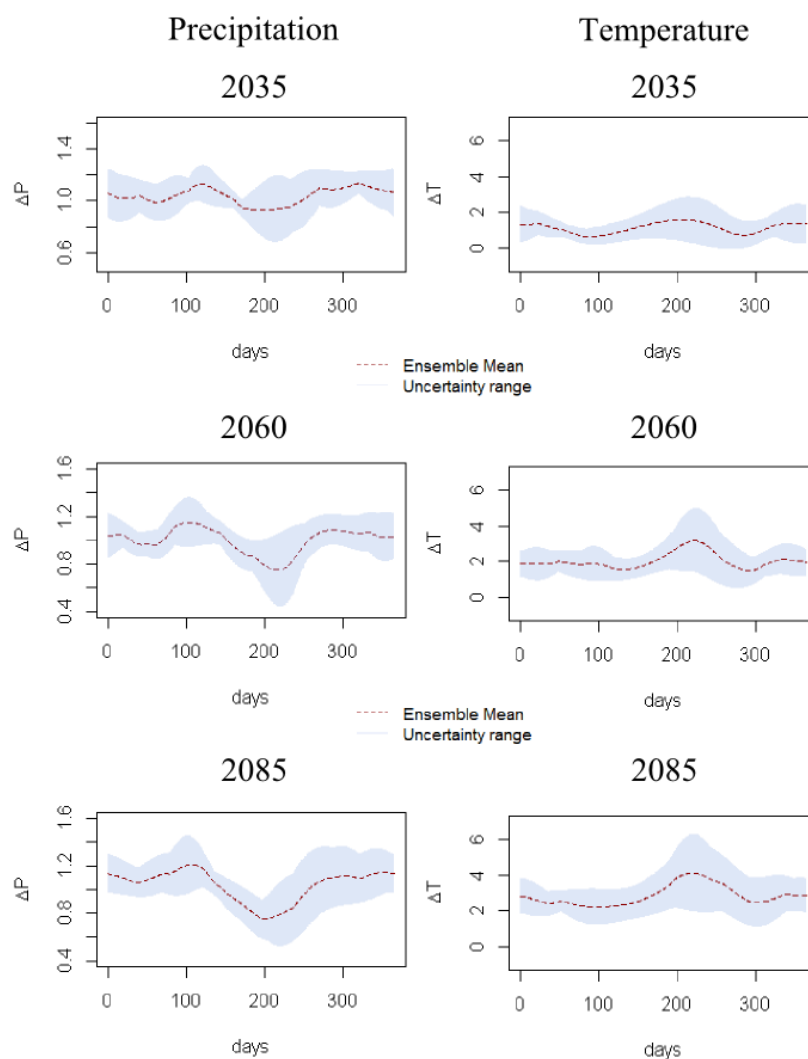 Precipitation
Temperature
2035
2035
ΔP
1.4
1.0
0.6
0 100 200 300
days
ΔT
6
4
2
0
0 100 200 300
days
Ensemble Mean
Uncertainty range
2060
2060
ΔP
1.6
1.2
0.8
0.4
0 100 200 300
days
ΔT
6
4
2
0
0 100 200 300
days
Ensemble Mean
Uncertainty range
2085
2085
ΔP
1.6
1.2
0.8
0.4
0 100 200 300
days
ΔT
6
4
2
0
0 100 200 300
days